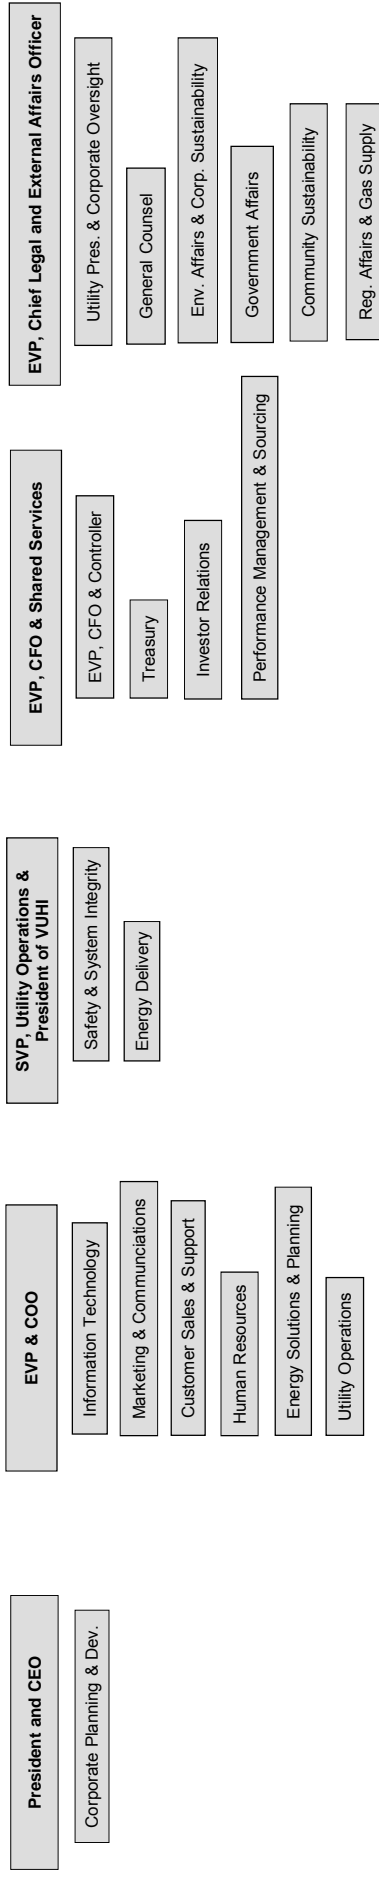 President and CEO
Corporate Planning & Dev.
EVP & COO
Information Technology
Marketing & Communciations
Customer Sales & Support
Human Resources
Energy Solutions & Planning
Utility Operations
SVP, Utility Operations &
President of VUHI
Safety & System Integrity
Energy Delivery
EVP, CFO & Shared Services
EVP, CFO & Controller
Treasury
Investor Relations
Performance Management & Sourcing
EVP, Chief Legal and External Affairs Officer
Utility Pres. & Corporate Oversight
General Counsel
Env. Affairs & Corp. Sustainability
Government Affairs
Community Sustainability
Reg. Affairs & Gas Supply